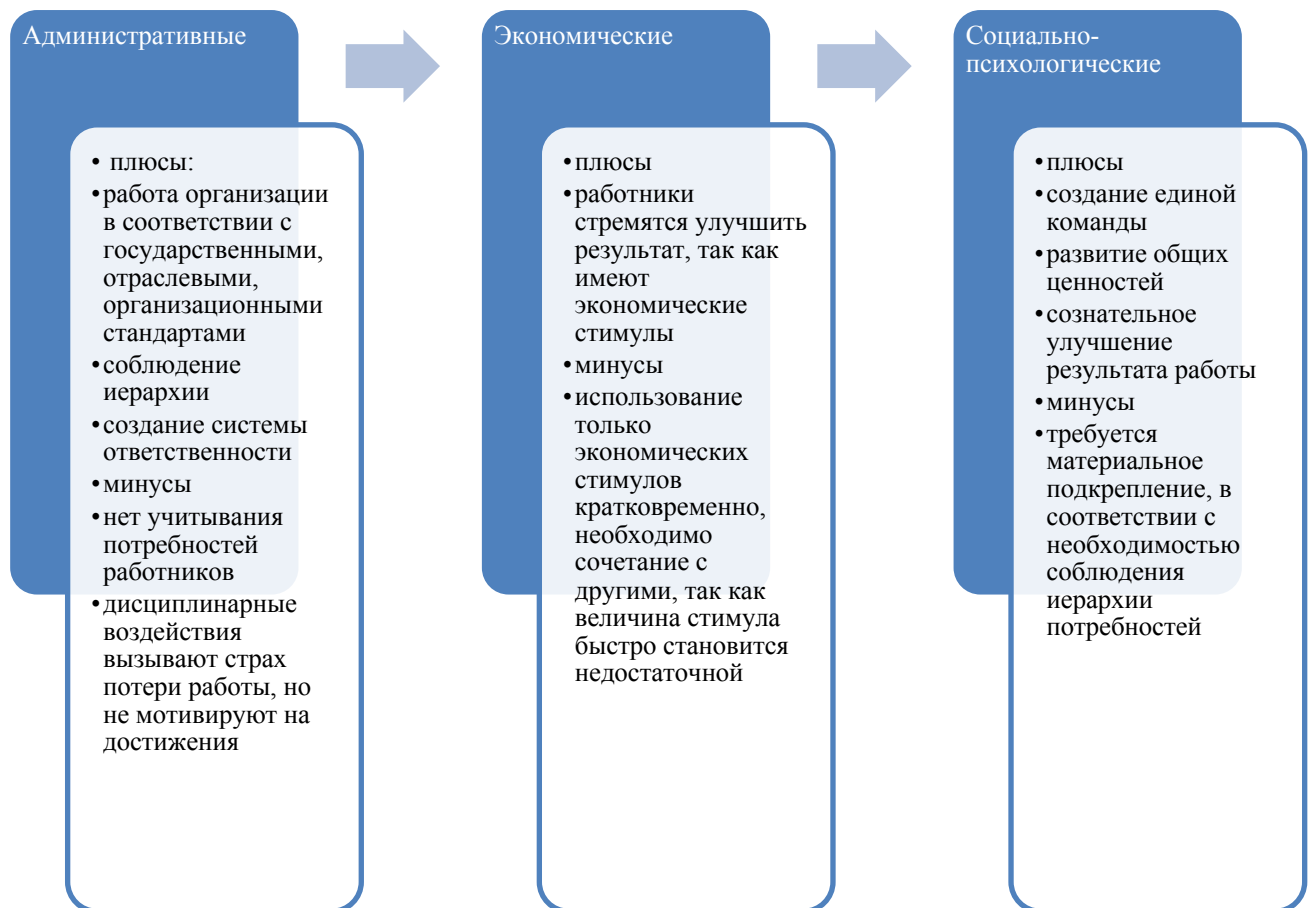 Административные
• плюсы:
•работа организации
в соответствии с
государственными,
отраслевыми,
организационными
стандартами
•соблюдение
иерархии
•создание системы
ответственности
•минусы
•нет учитывания
потребностей
работников
•дисциплинарные
воздействия
вызывают страх
потери работы, но
не мотивируют на
достижения
Экономические
•плюсы
•работники
стремятся улучшить
результат, так как
имеют
экономические
стимулы
•минусы
•использование
только
экономических
стимулов
кратковременно,
необходимо
сочетание с
другими, так как
величина стимула
быстро становится
недостаточной
Социально-
психологические
•плюсы
•создание единой
команды
•развитие общих
ценностей
•сознательное
улучшение
результата работы
•минусы
•требуется
материальное
подкрепление, в
соответствии с
необходимостью
соблюдения
иерархии
потребностей